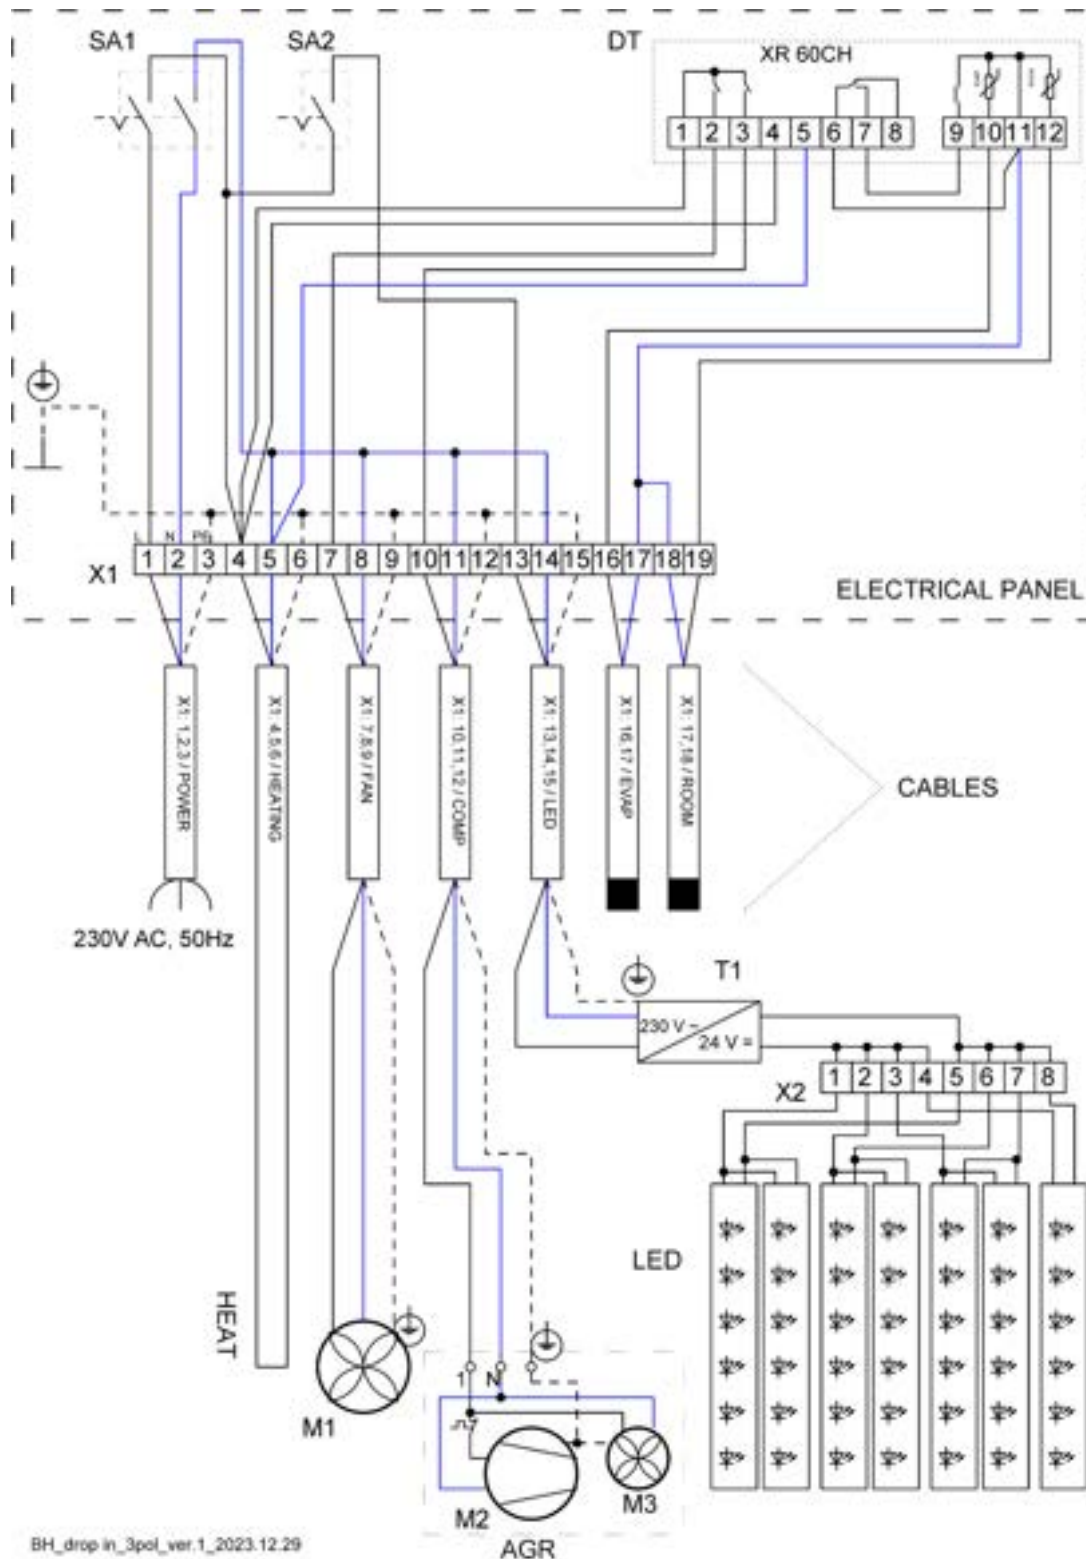 SA1 SA2 DT
XR 60CH
1 2 3 4 5 6 7 8 9 10 11 12
L N PE
X1 1 2 3 4 5 6 7 8 9 10 11 12 13 14 15 16 17 18 19
ELECTRICAL PANEL
X1: 1,2,3 / POWER
X1: 4,5,6 / HEATING
X1: 7,8,9 / FAN
X1: 10,11,12 / COMP
X1: 13,14,15 / LED
X1: 16,17 / EVAP
X1: 17,18 / ROOM
CABLES
230V AC, 50Hz
T1
230 V ~
24 V =
X2 1 2 3 4 5 6 7 8
LED
HEAT
M1
1 N
M2
M3
AGR
BH_drop in_3pol_ver.1_2023.12.29